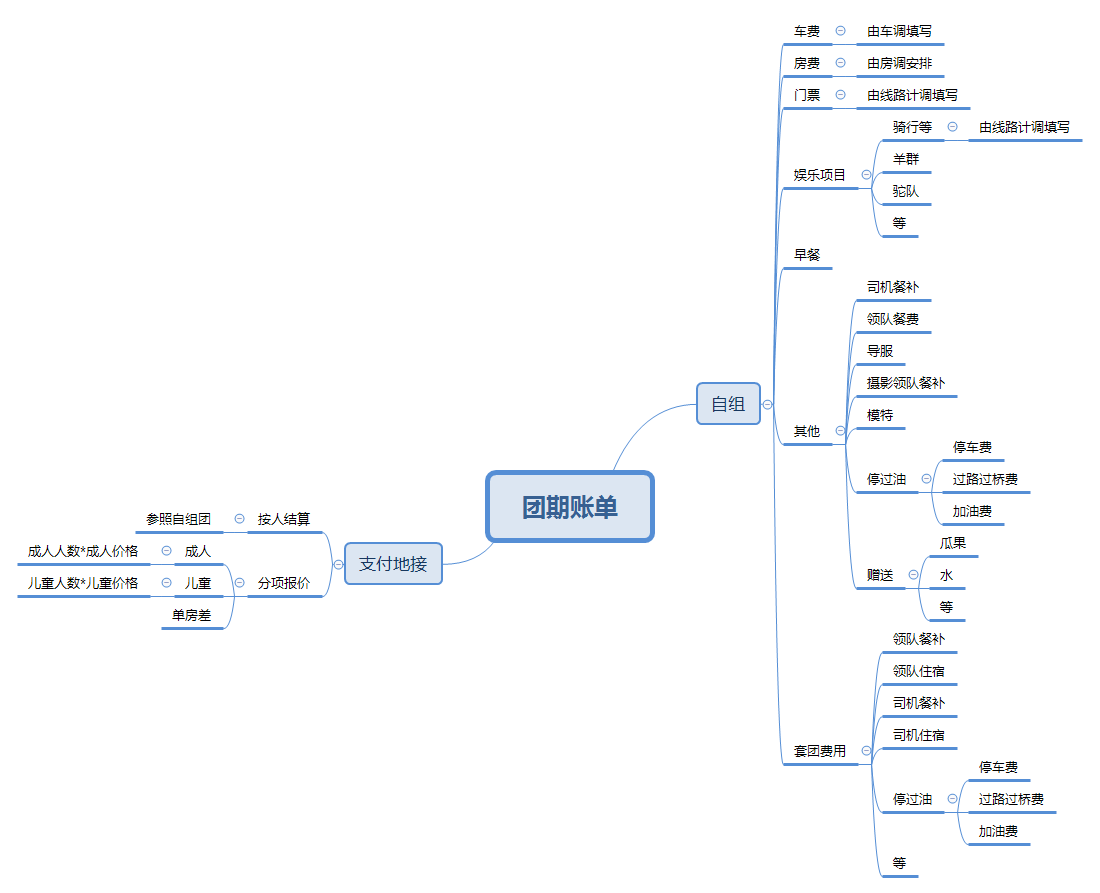 团期账单
自组
车费
由车调填写
房费
由房调安排
门票
由线路计调填写
娱乐项目
骑行等
由线路计调填写
羊群
驼队
等
早餐
其他
司机餐补
领队餐费
导服
摄影领队餐补
模特
停过油
停车费
过路过桥费
加油费
赠送
瓜果
水
等
套团费用
领队餐补
领队住宿
司机餐补
司机住宿
停过油
停车费
过路过桥费
加油费
等
支付地接
按人结算
参照自组团
分项报价
成人
成人人数*成人价格
儿童
儿童人数*儿童价格
单房差